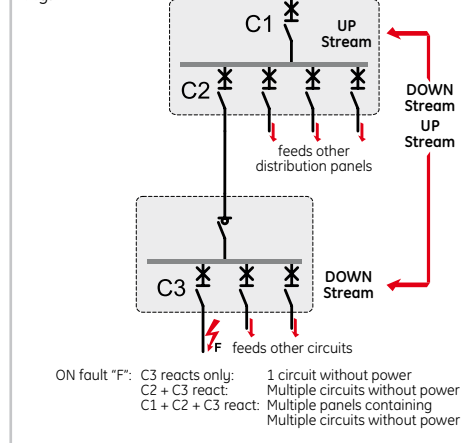 C1
UP
Stream
C2
DOWN
Stream
UP
Stream
feeds other
distribution panels
C3
DOWN
Stream
F
feeds other circuits
ON fault "F": C3 reacts only: 1 circuit without power
C2 + C3 react: Multiple circuits without power
C1 + C2 + C3 react: Multiple panels containing
Multiple circuits without power